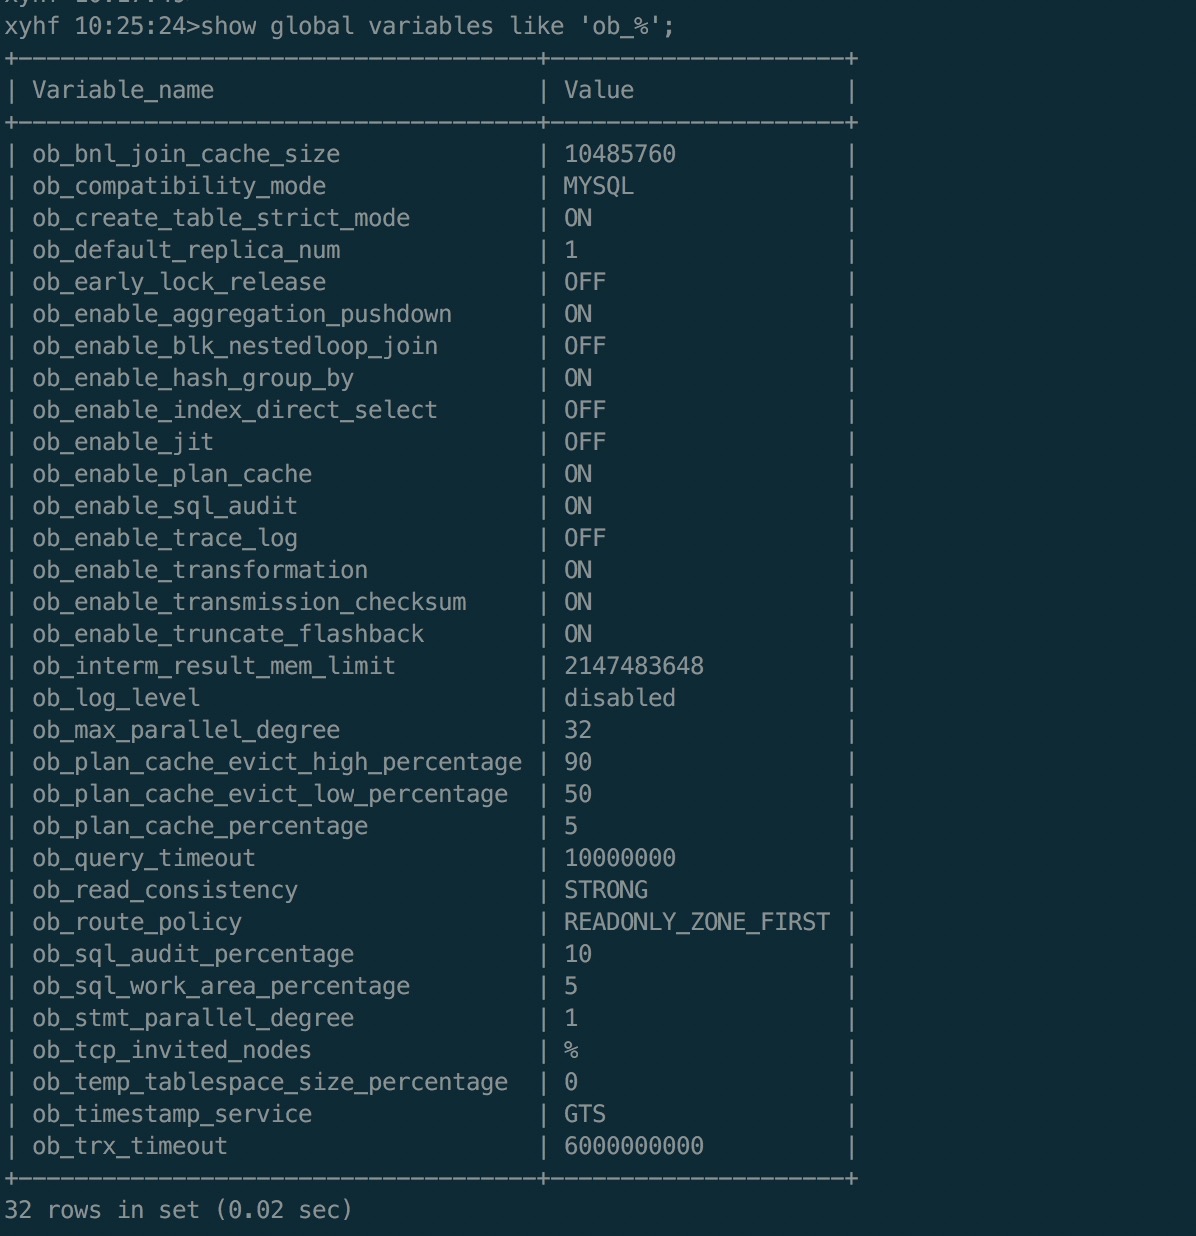 xyhf 10:25:24>show global variables like 'ob_%';
+-------------------------------------+---------------------+
| Variable_name | Value |
+-------------------------------------+---------------------+
| ob_bnl_join_cache_size | 10485760 |
| ob_compatibility_mode | MYSQL |
| ob_create_table_strict_mode | ON |
| ob_default_replica_num | 1 |
| ob_early_lock_release | OFF |
| ob_enable_aggregation_pushdown | ON |
| ob_enable_blk_nestedloop_join | OFF |
| ob_enable_hash_group_by | ON |
| ob_enable_index_direct_select | OFF |
| ob_enable_jit | OFF |
| ob_enable_plan_cache | ON |
| ob_enable_sql_audit | ON |
| ob_enable_trace_log | OFF |
| ob_enable_transformation | ON |
| ob_enable_transmission_checksum | ON |
| ob_enable_truncate_flashback | ON |
| ob_interm_result_mem_limit | 2147483648 |
| ob_log_level | disabled |
| ob_max_parallel_degree | 32 |
| ob_plan_cache_evict_high_percentage | 90 |
| ob_plan_cache_evict_low_percentage | 50 |
| ob_plan_cache_percentage | 5 |
| ob_query_timeout | 10000000 |
| ob_read_consistency | STRONG |
| ob_route_policy | READONLY_ZONE_FIRST |
| ob_sql_audit_percentage | 10 |
| ob_sql_work_area_percentage | 5 |
| ob_stmt_parallel_degree | 1 |
| ob_tcp_invited_nodes | % |
| ob_temp_tablespace_size_percentage | 0 |
| ob_timestamp_service | GTS |
| ob_trx_timeout | 6000000000 |
+-------------------------------------+---------------------+
32 rows in set (0.02 sec)